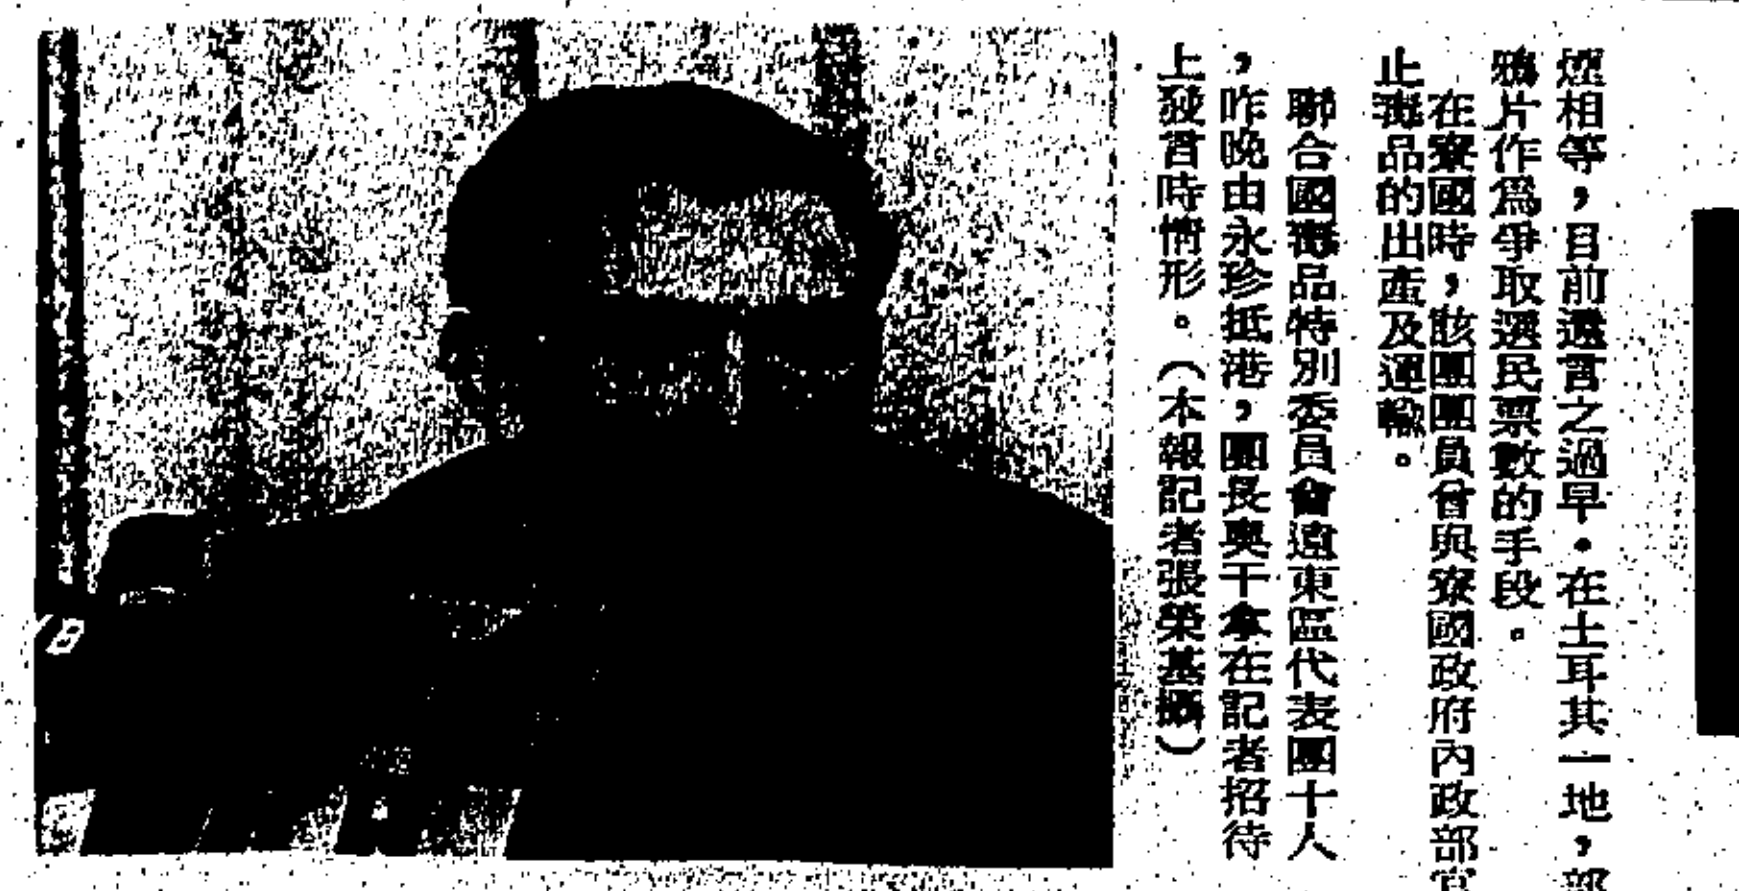 煙相等，目前還言之過早。在土耳其一地，部
鴉片作爲爭取選民票數的手段。
在寮國時，該團團員曾與寮國政府內政部官
止毒品的出產及運輸。
聯合國毒品特別委員會遠東區代表團十人
，昨晚由永珍抵港，團長奧干拿在記者招待
上發言時情形。（本報記者張榮基攝）